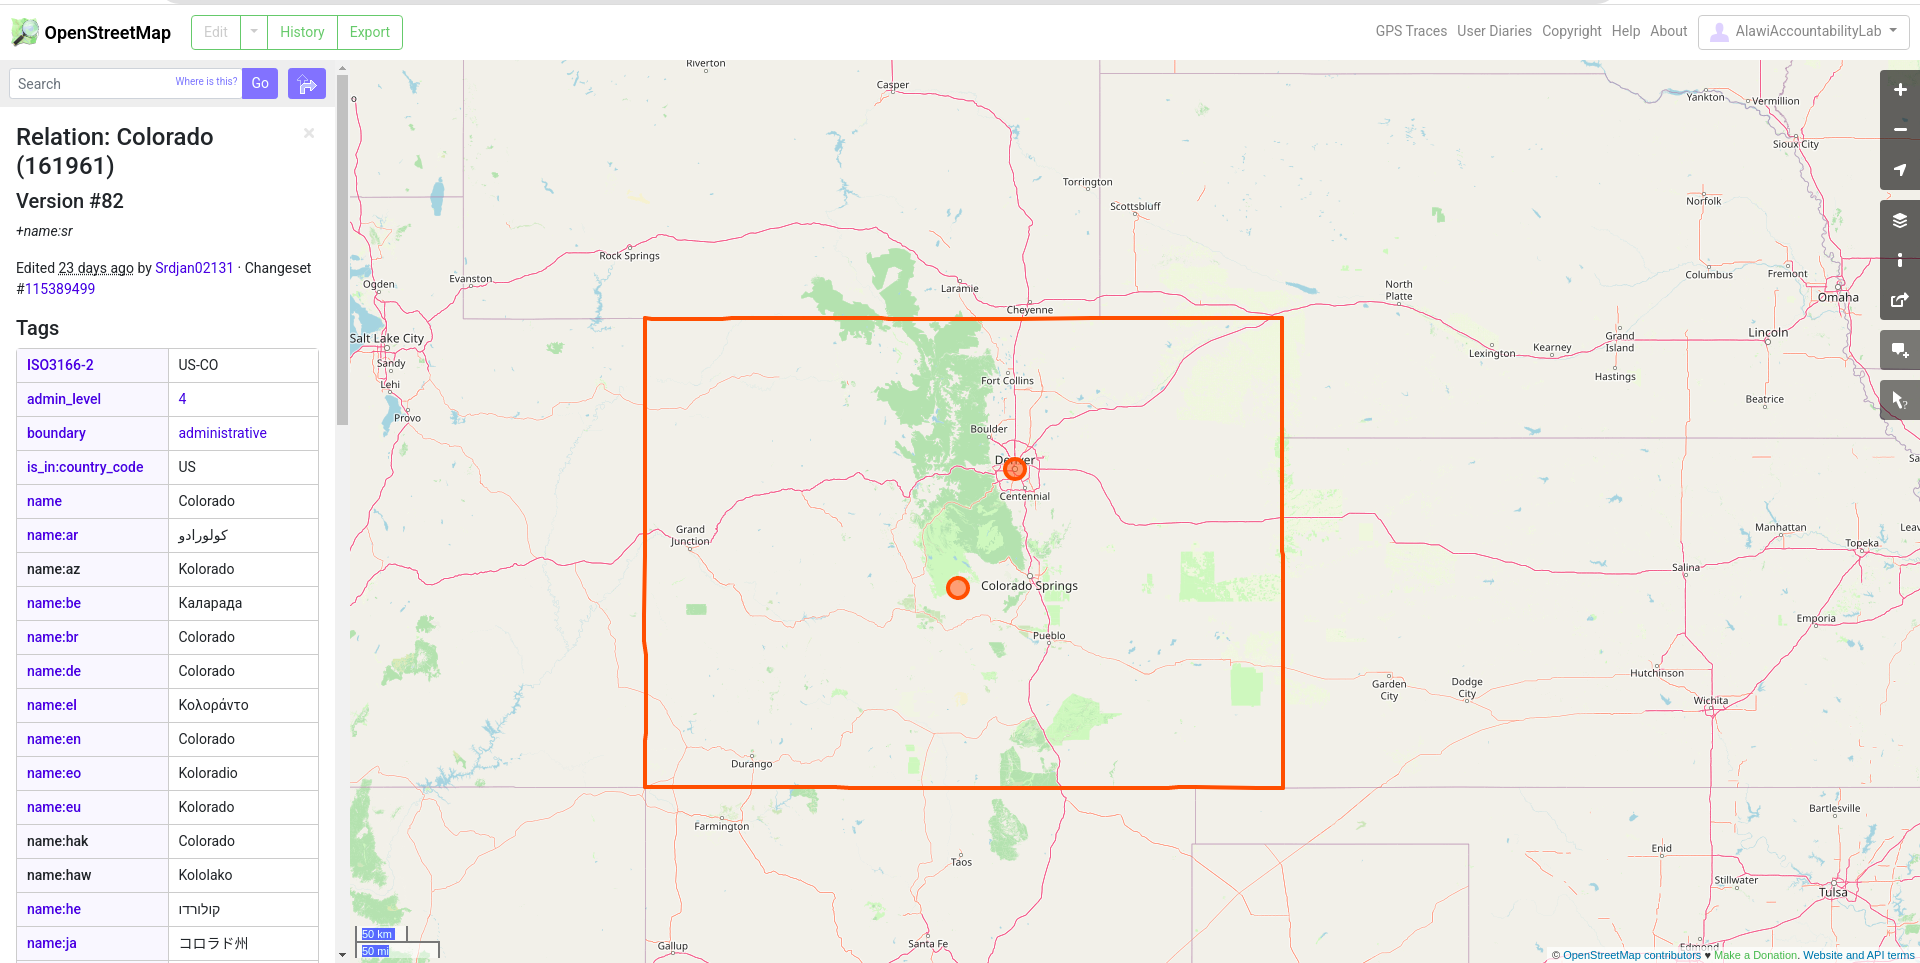 OpenStreetMap
Edit
History
Export
GPS Traces
User Diaries
Copyright
Help
About
AlawiAccountabilityLab
Search
Where is this?
Go
Relation: Colorado
(161961)
Version #82
+name:sr
Edited 23 days ago by Srdjan02131 · Changeset
#115389499
Tags
ISO3166-2 US-CO
admin_level 4
boundary administrative
is_in:country_code US
name Colorado
name:ar كولورادو
name:az Kolorado
name:be Каларада
name:br Colorado
name:de Colorado
name:el Κολοράντο
name:en Colorado
name:eo Koloradio
name:eu Kolorado
name:hak Colorado
name:haw Kololako
name:he קולורדו
name:ja コロラド州
Riverton
Casper
Yankton
Vermillion
Sioux City
Torrington
Scottsbluff
Norfolk
Rock Springs
Evanston
Ogden
Laramie
Cheyenne
North
Platte
Columbus
Fremont
Omaha
Salt Lake City
Sandy
Lehi
Provo
Lincoln
Grand
Island
Kearney
Lexington
Hastings
Beatrice
Fort Collins
Boulder
Denver
Centennial
Grand
Junction
Colorado Springs
Pueblo
Manhattan
Topeka
Leav
Sa
Salina
Emporia
Hutchinson
Garden
City
Dodge
City
Wichita
Durango
Farmington
Taos
Bartlesville
Enid
Stillwater
Tulsa
Gallup
Santa Fe
Edmond
50 km
50 mi
© OpenStreetMap contributors ♥ Make a Donation. Website and API terms